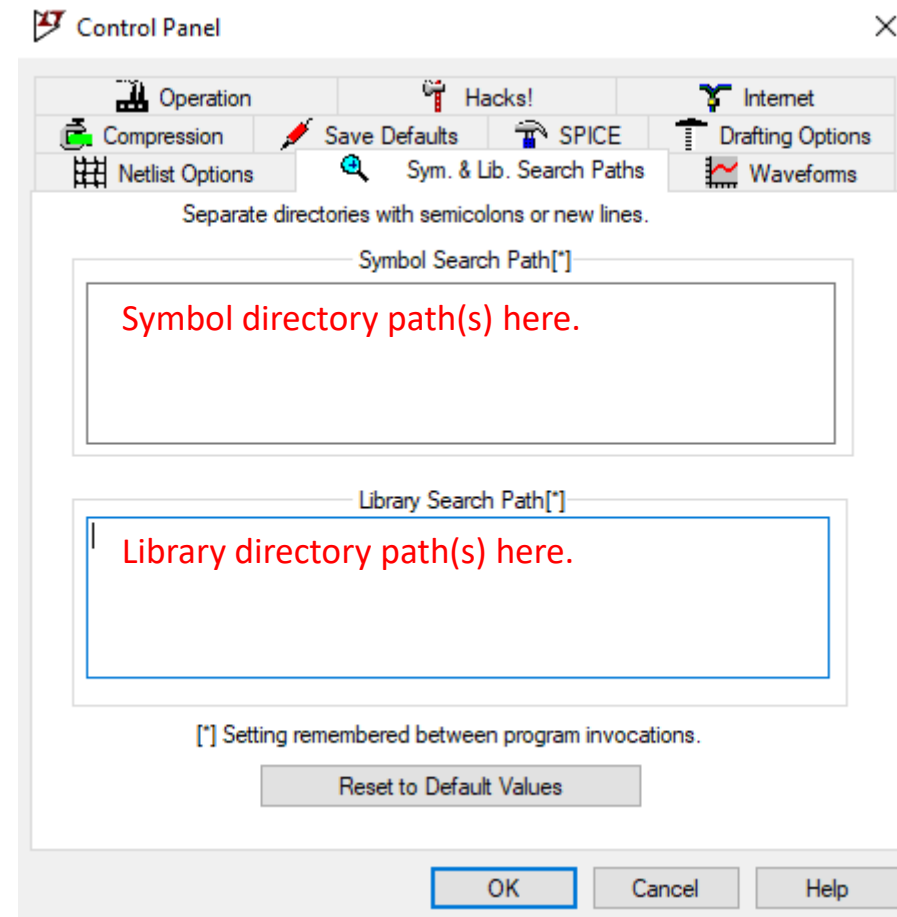 Control Panel
Operation Hacks! Internet
Compression Save Defaults SPICE Drafting Options
Netlist Options Sym. & Lib. Search Paths Waveforms
Separate directories with semicolons or new lines.
Symbol Search Path[*]
Symbol directory path(s) here.
Library Search Path[*]
Library directory path(s) here.
[*] Setting remembered between program invocations.
Reset to Default Values
OK Cancel Help